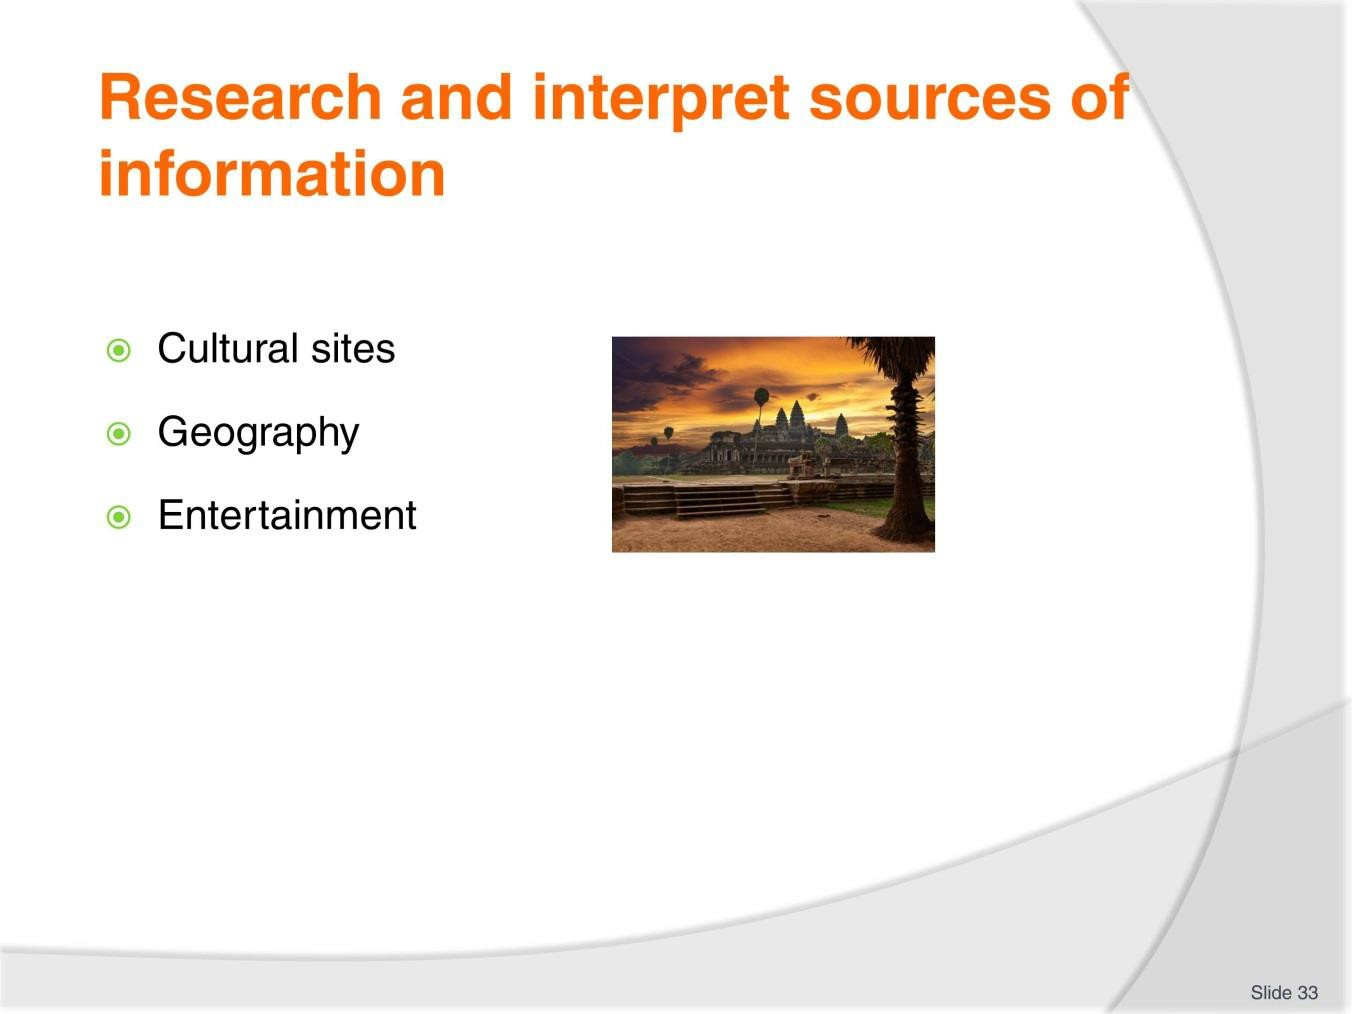 Research and interpret sources of
information
Cultural sites
Geography
Entertainment
Slide 33